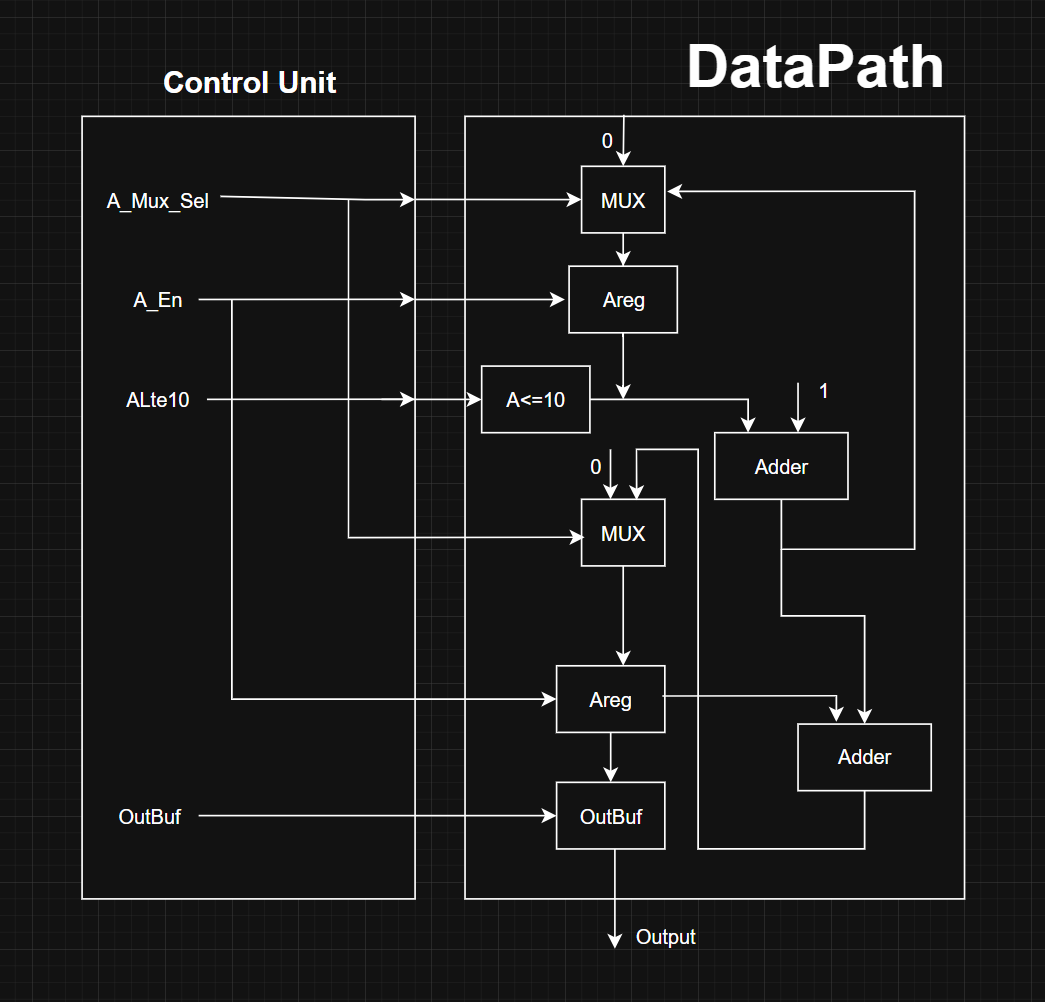 DataPath
Control Unit
0
A_Mux_Sel
MUX
A_En
Areg
ALte10
A<=10
1
0
Adder
MUX
Areg
Adder
OutBuf
OutBuf
Output